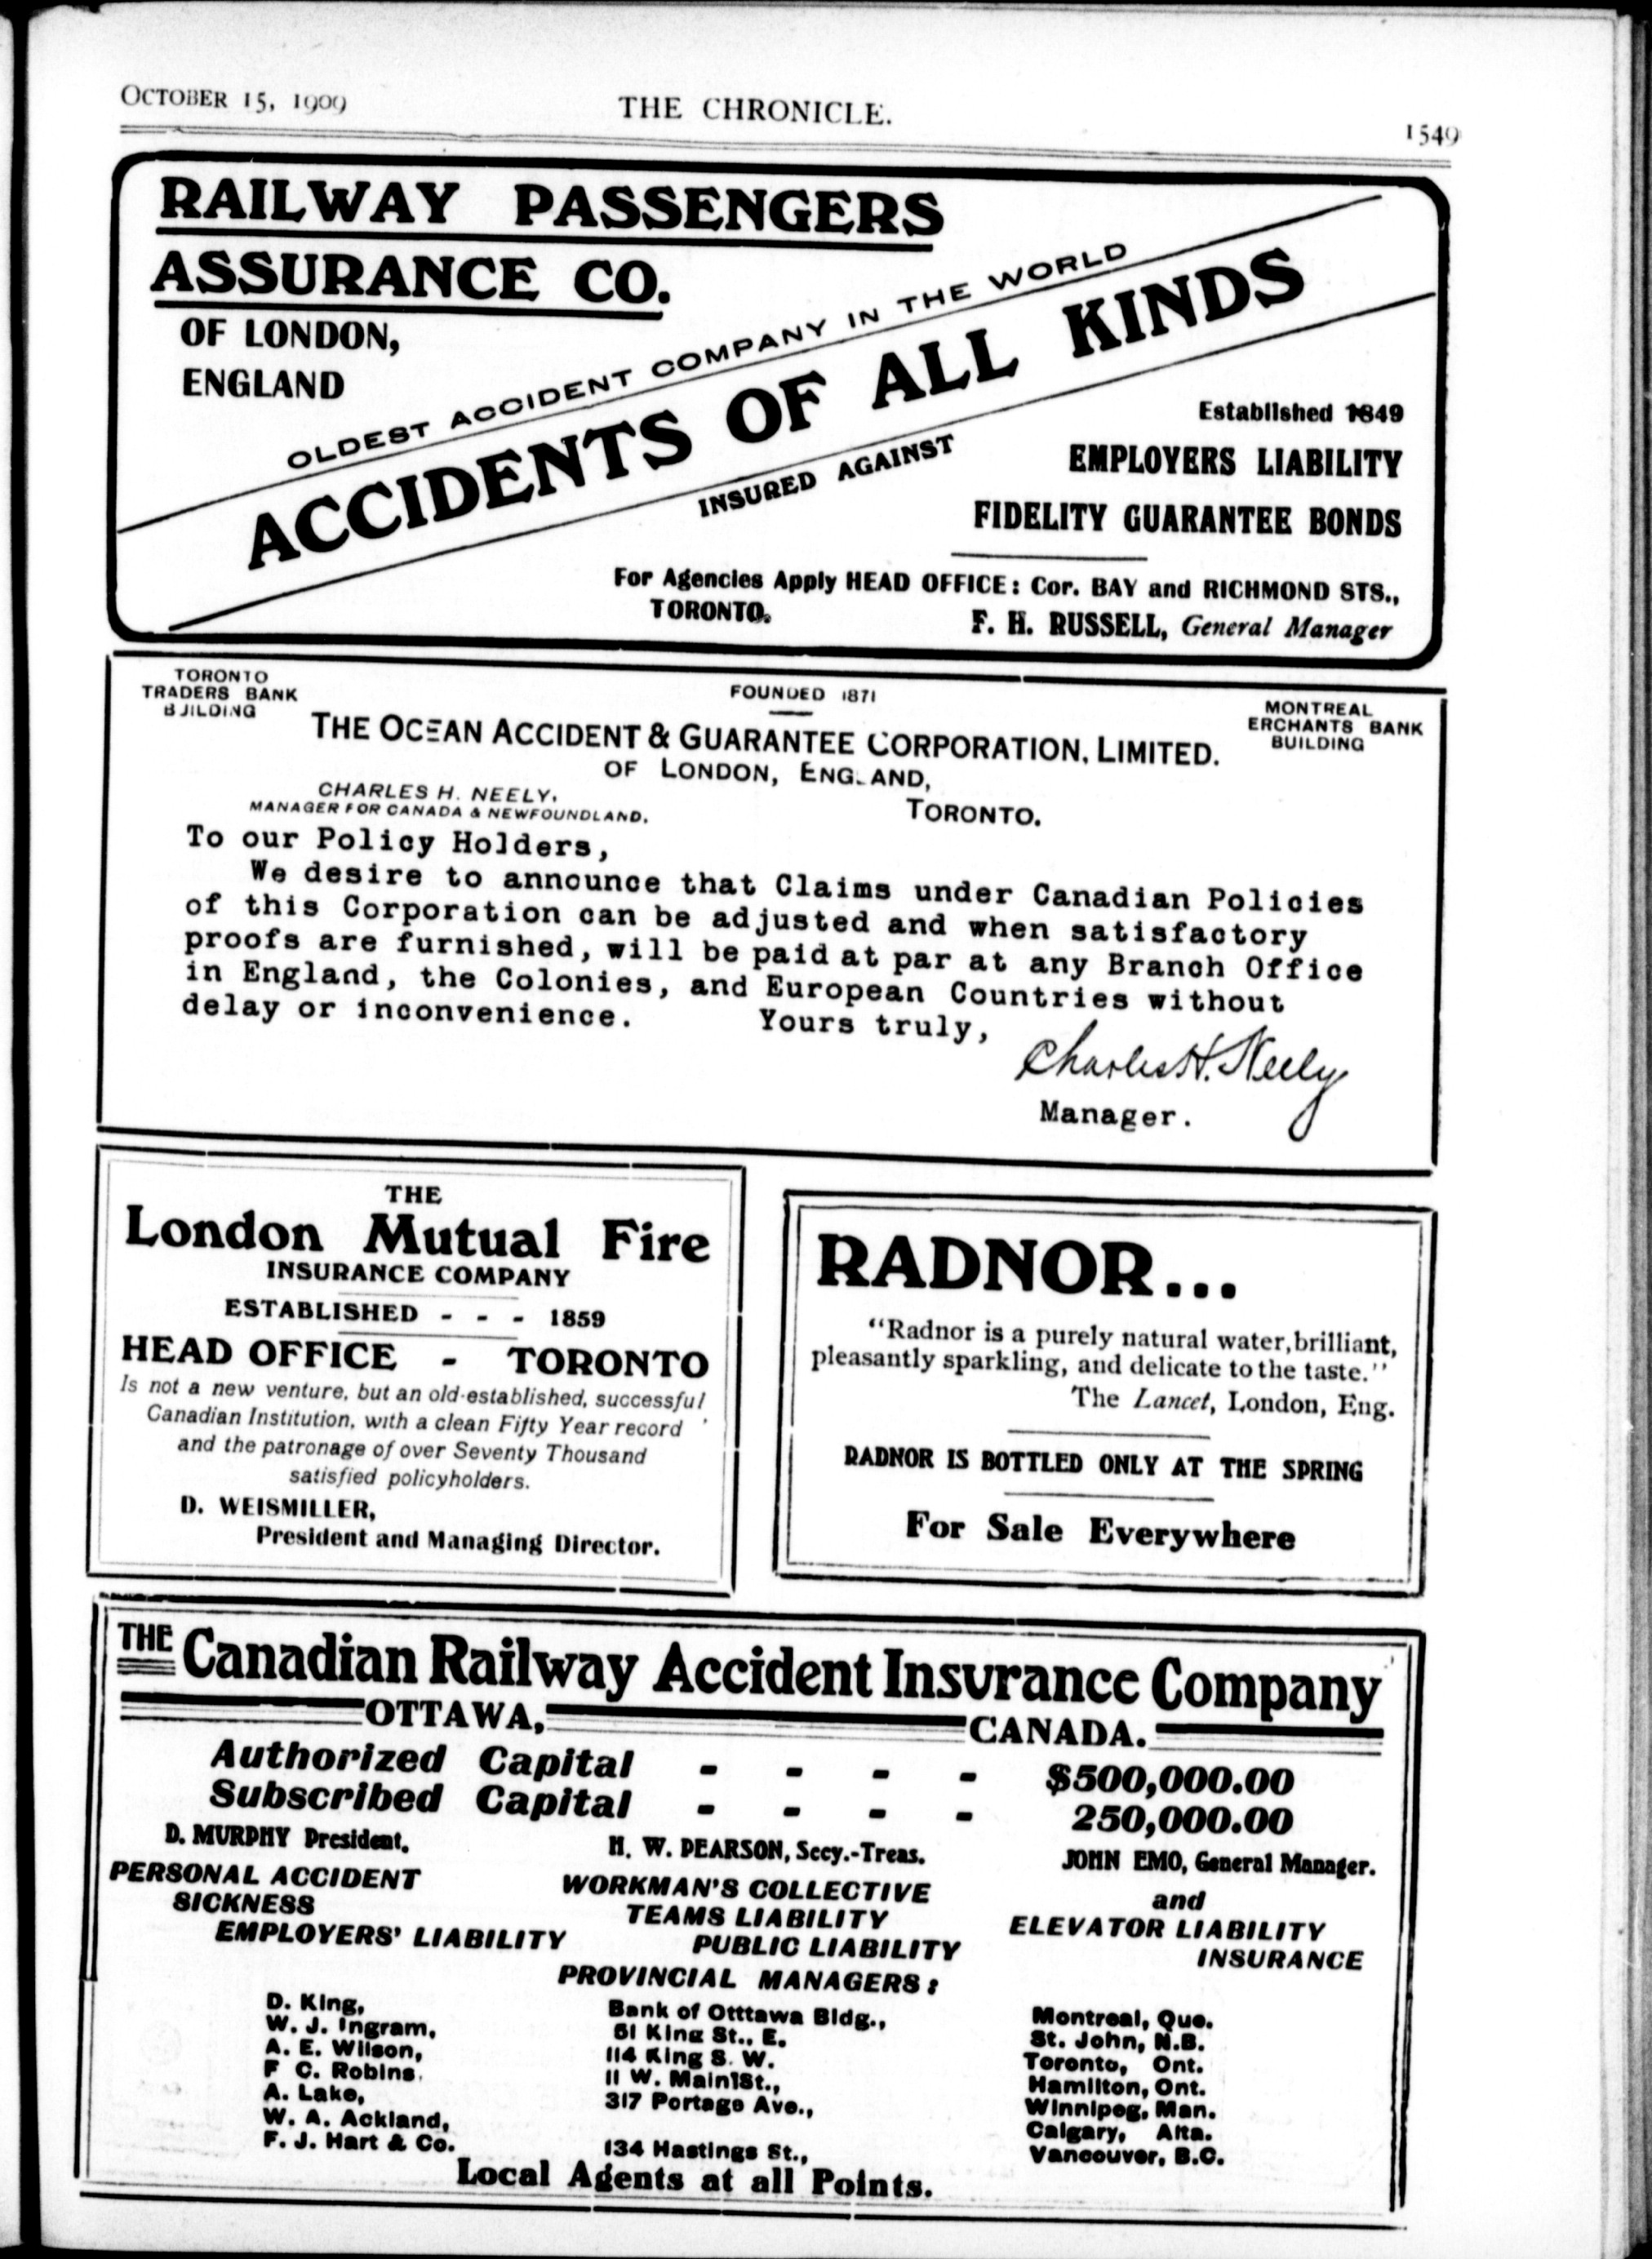 OCTOBER 15, 1909 THE CHRONICLE. 1549
RAILWAY PASSENGERS
ASSURANCE CO.
OF LONDON,
ENGLAND
OLDEST ACCIDENT COMPANY IN THE WORLD
ACCIDENTS OF ALL KINDS
INSURED AGAINST
Established 1849
EMPLOYERS LIABILITY
FIDELITY GUARANTEE BONDS
For Agencies Apply HEAD OFFICE: Cor. BAY and RICHMOND STS.,
TORONTO.
F. H. RUSSELL, General Manager
TORONTO
TRADERS BANK
BUILDING
FOUNDED 1871
MONTREAL
ERCHANTS BANK
BUILDING
THE OCEAN ACCIDENT & GUARANTEE CORPORATION, LIMITED.
OF LONDON, ENGLAND,
CHARLES H. NEELY,
MANAGER FOR CANADA & NEWFOUNDLAND.
TORONTO.
To our Policy Holders,
We desire to announce that Claims under Canadian Policies
of this Corporation can be adjusted and when satisfactory
proofs are furnished, will be paid at par at any Branch Office
in England, the Colonies, and European Countries without
delay or inconvenience. Yours truly,
Charles H. Neely
Manager.
THE
London Mutual Fire
INSURANCE COMPANY
ESTABLISHED - - - 1859
HEAD OFFICE - TORONTO
Is not a new venture, but an old-established, successful
Canadian Institution, with a clean Fifty Year record
and the patronage of over Seventy Thousand
satisfied policyholders.
D. WEISMILLER,
President and Managing Director.
RADNOR...
"Radnor is a purely natural water, brilliant,
pleasantly sparkling, and delicate to the taste."
The Lancet, London, Eng.
RADNOR IS BOTTLED ONLY AT THE SPRING
For Sale Everywhere
THE Canadian Railway Accident Insurance Company
OTTAWA, CANADA.
Authorized Capital - - - - $500,000.00
Subscribed Capital - - - - 250,000.00
D. MURPHY President. H. W. PEARSON, Secy.-Treas. JOHN EMO, General Manager.
PERSONAL ACCIDENT WORKMAN'S COLLECTIVE and
SICKNESS TEAMS LIABILITY ELEVATOR LIABILITY
EMPLOYERS' LIABILITY PUBLIC LIABILITY INSURANCE
PROVINCIAL MANAGERS:
D. King, Bank of Otttawa Bldg., Montreal, Que.
W. J. Ingram, 51 King St., E. St. John, N.B.
A. E. Wilson, 114 King S. W. Toronto, Ont.
F C. Robins, 11 W. Main1St., Hamilton, Ont.
A. Lake, 317 Portage Ave., Winnipeg, Man.
W. A. Ackland, Calgary, Alta.
F. J. Hart & Co. 134 Hastings St., Vancouver, B.C.
Local Agents at all Points.